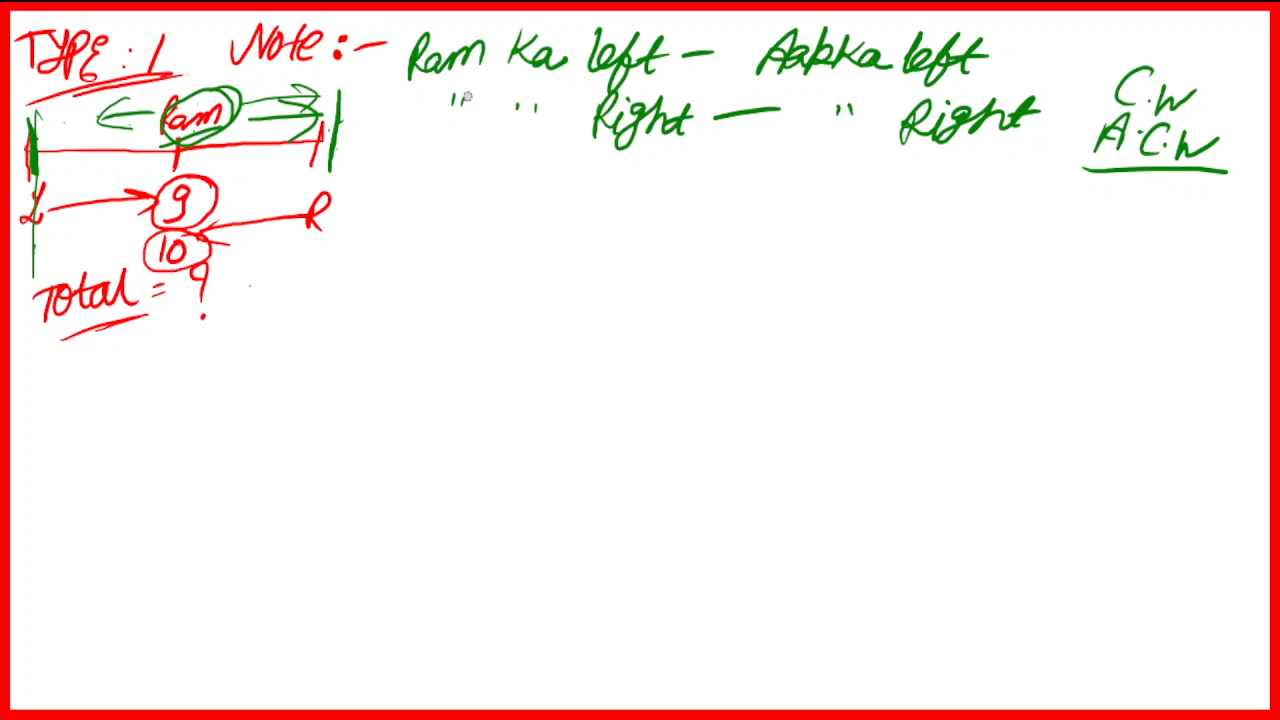 TYPE : 1 Note :- Ram Ka left - Aapka left
" " Right - " Right
C.W
A.C.W
Ram
L 9 R
10
Total = ?